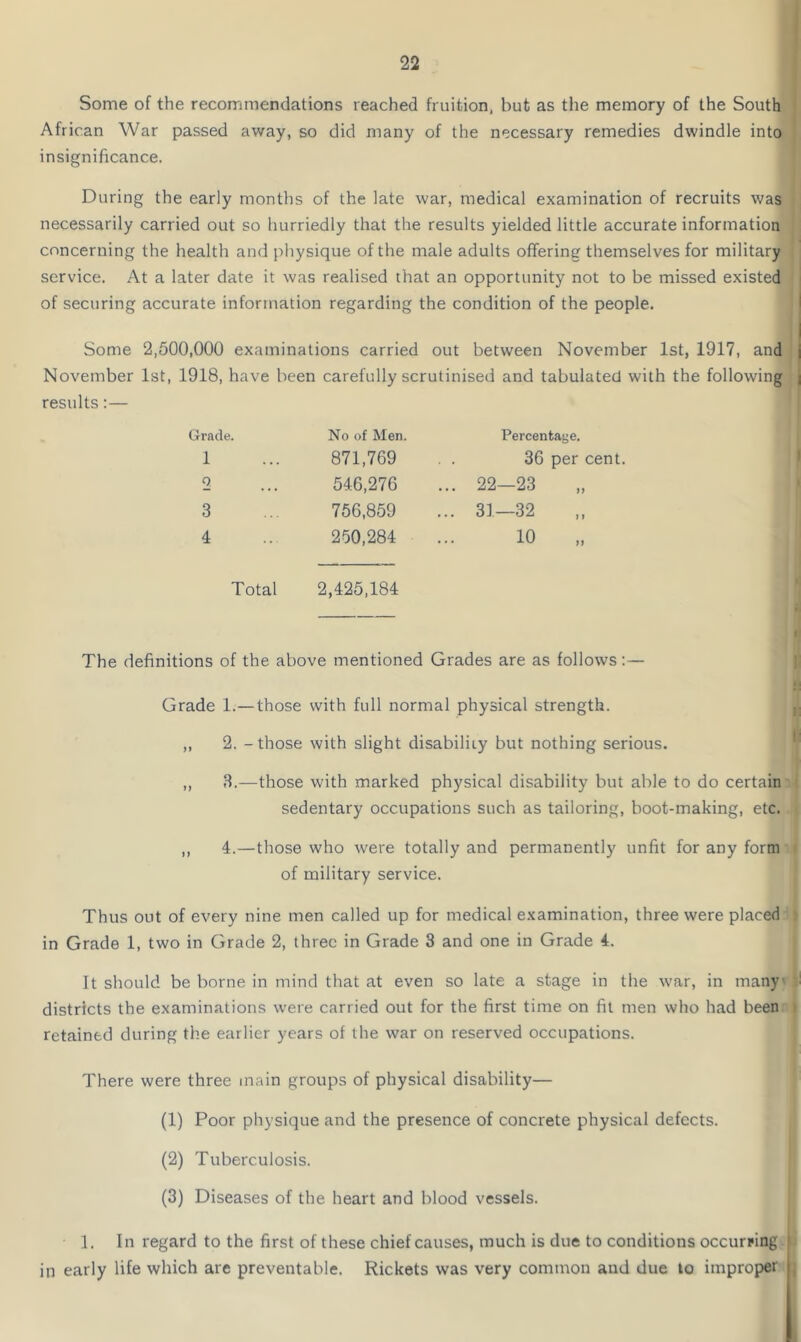 22
Some of the recommendations reached fruition, but as the memory of the South
African War passed away, so did many of the necessary remedies dwindle into
insignificance.
During the early months of the late war, medical examination of recruits was
necessarily carried out so hurriedly that the results yielded little accurate information
concerning the health and physique of the male adults offering themselves for military
service. At a later date it was realised that an opportunity not to be missed existed
of securing accurate information regarding the condition of the people.
Some 2,500,000 examinations carried out between November 1st, 1917, and
November 1st, 1918, have been carefully scrutinised and tabulated with the following
results:—
Grade. No of Men. Percentage.
1 ... 871,769 . . 36 per cent.
2 ... 546,276 ... 22—23 „
3 ... 756,859 ... 31—32 ,,
4 ... 250,284 ... 10 „
Total 2,425,184
The definitions of the above mentioned Grades are as follows:—
Grade 1.—those with full normal physical strength.
,, 2. - those with slight disability but nothing serious.
,, 3.—those with marked physical disability but able to do certain
sedentary occupations such as tailoring, boot-making, etc.
,, 4.—those who were totally and permanently unfit for any form
of military service.
Thus out of every nine men called up for medical examination, three were placed
in Grade 1, two in Grade 2, three in Grade 3 and one in Grade 4.
It should be borne in mind that at even so late a stage in the war, in many
districts the examinations were carried out for the first time on fit men who had been
retained during the earlier years of the war on reserved occupations.
There were three main groups of physical disability—
(1) Poor physique and the presence of concrete physical defects.
(2) Tuberculosis.
(3) Diseases of the heart and blood vessels.
1. In regard to the first of these chief causes, much is due to conditions occurring
in early life which are preventable. Rickets was very common and due to improper